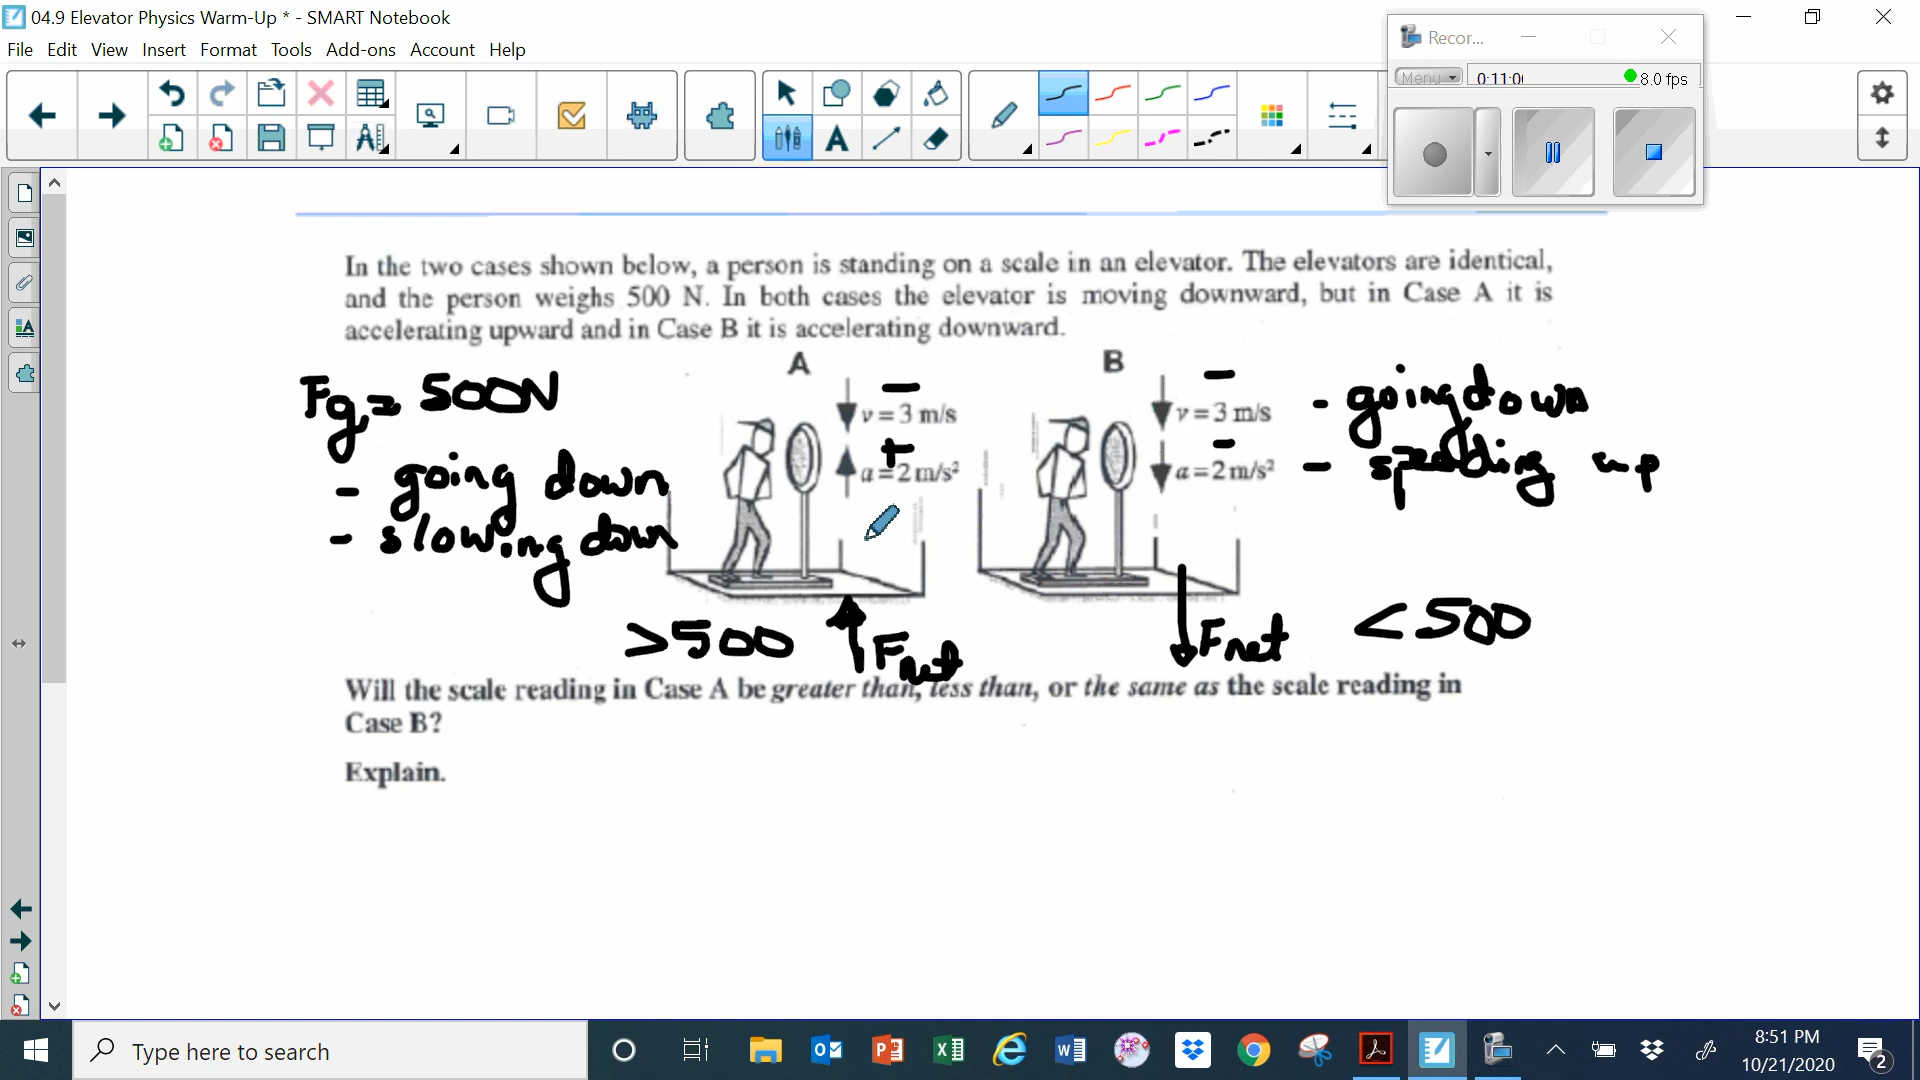 04.9 Elevator Physics Warm-Up * - SMART Notebook
File Edit View Insert Format Tools Add-ons Account Help
Recor...
Menu 0:11:0 8.0 fps
In the two cases shown below, a person is standing on a scale in an elevator. The elevators are identical,
and the person weighs 500 N. In both cases the elevator is moving downward, but in Case A it is
accelerating upward and in Case B it is accelerating downward.
A B
Fg = 500N
- going down
- slowing down
−
v = 3 m/s
+
a = 2 m/s²
−
v = 3 m/s
−
a = 2 m/s²
- going down
- speeding up
>500 Fnet
Fnet <500
Will the scale reading in Case A be greater than, less than, or the same as the scale reading in
Case B?
Explain.
Type here to search
8:51 PM
10/21/2020
2